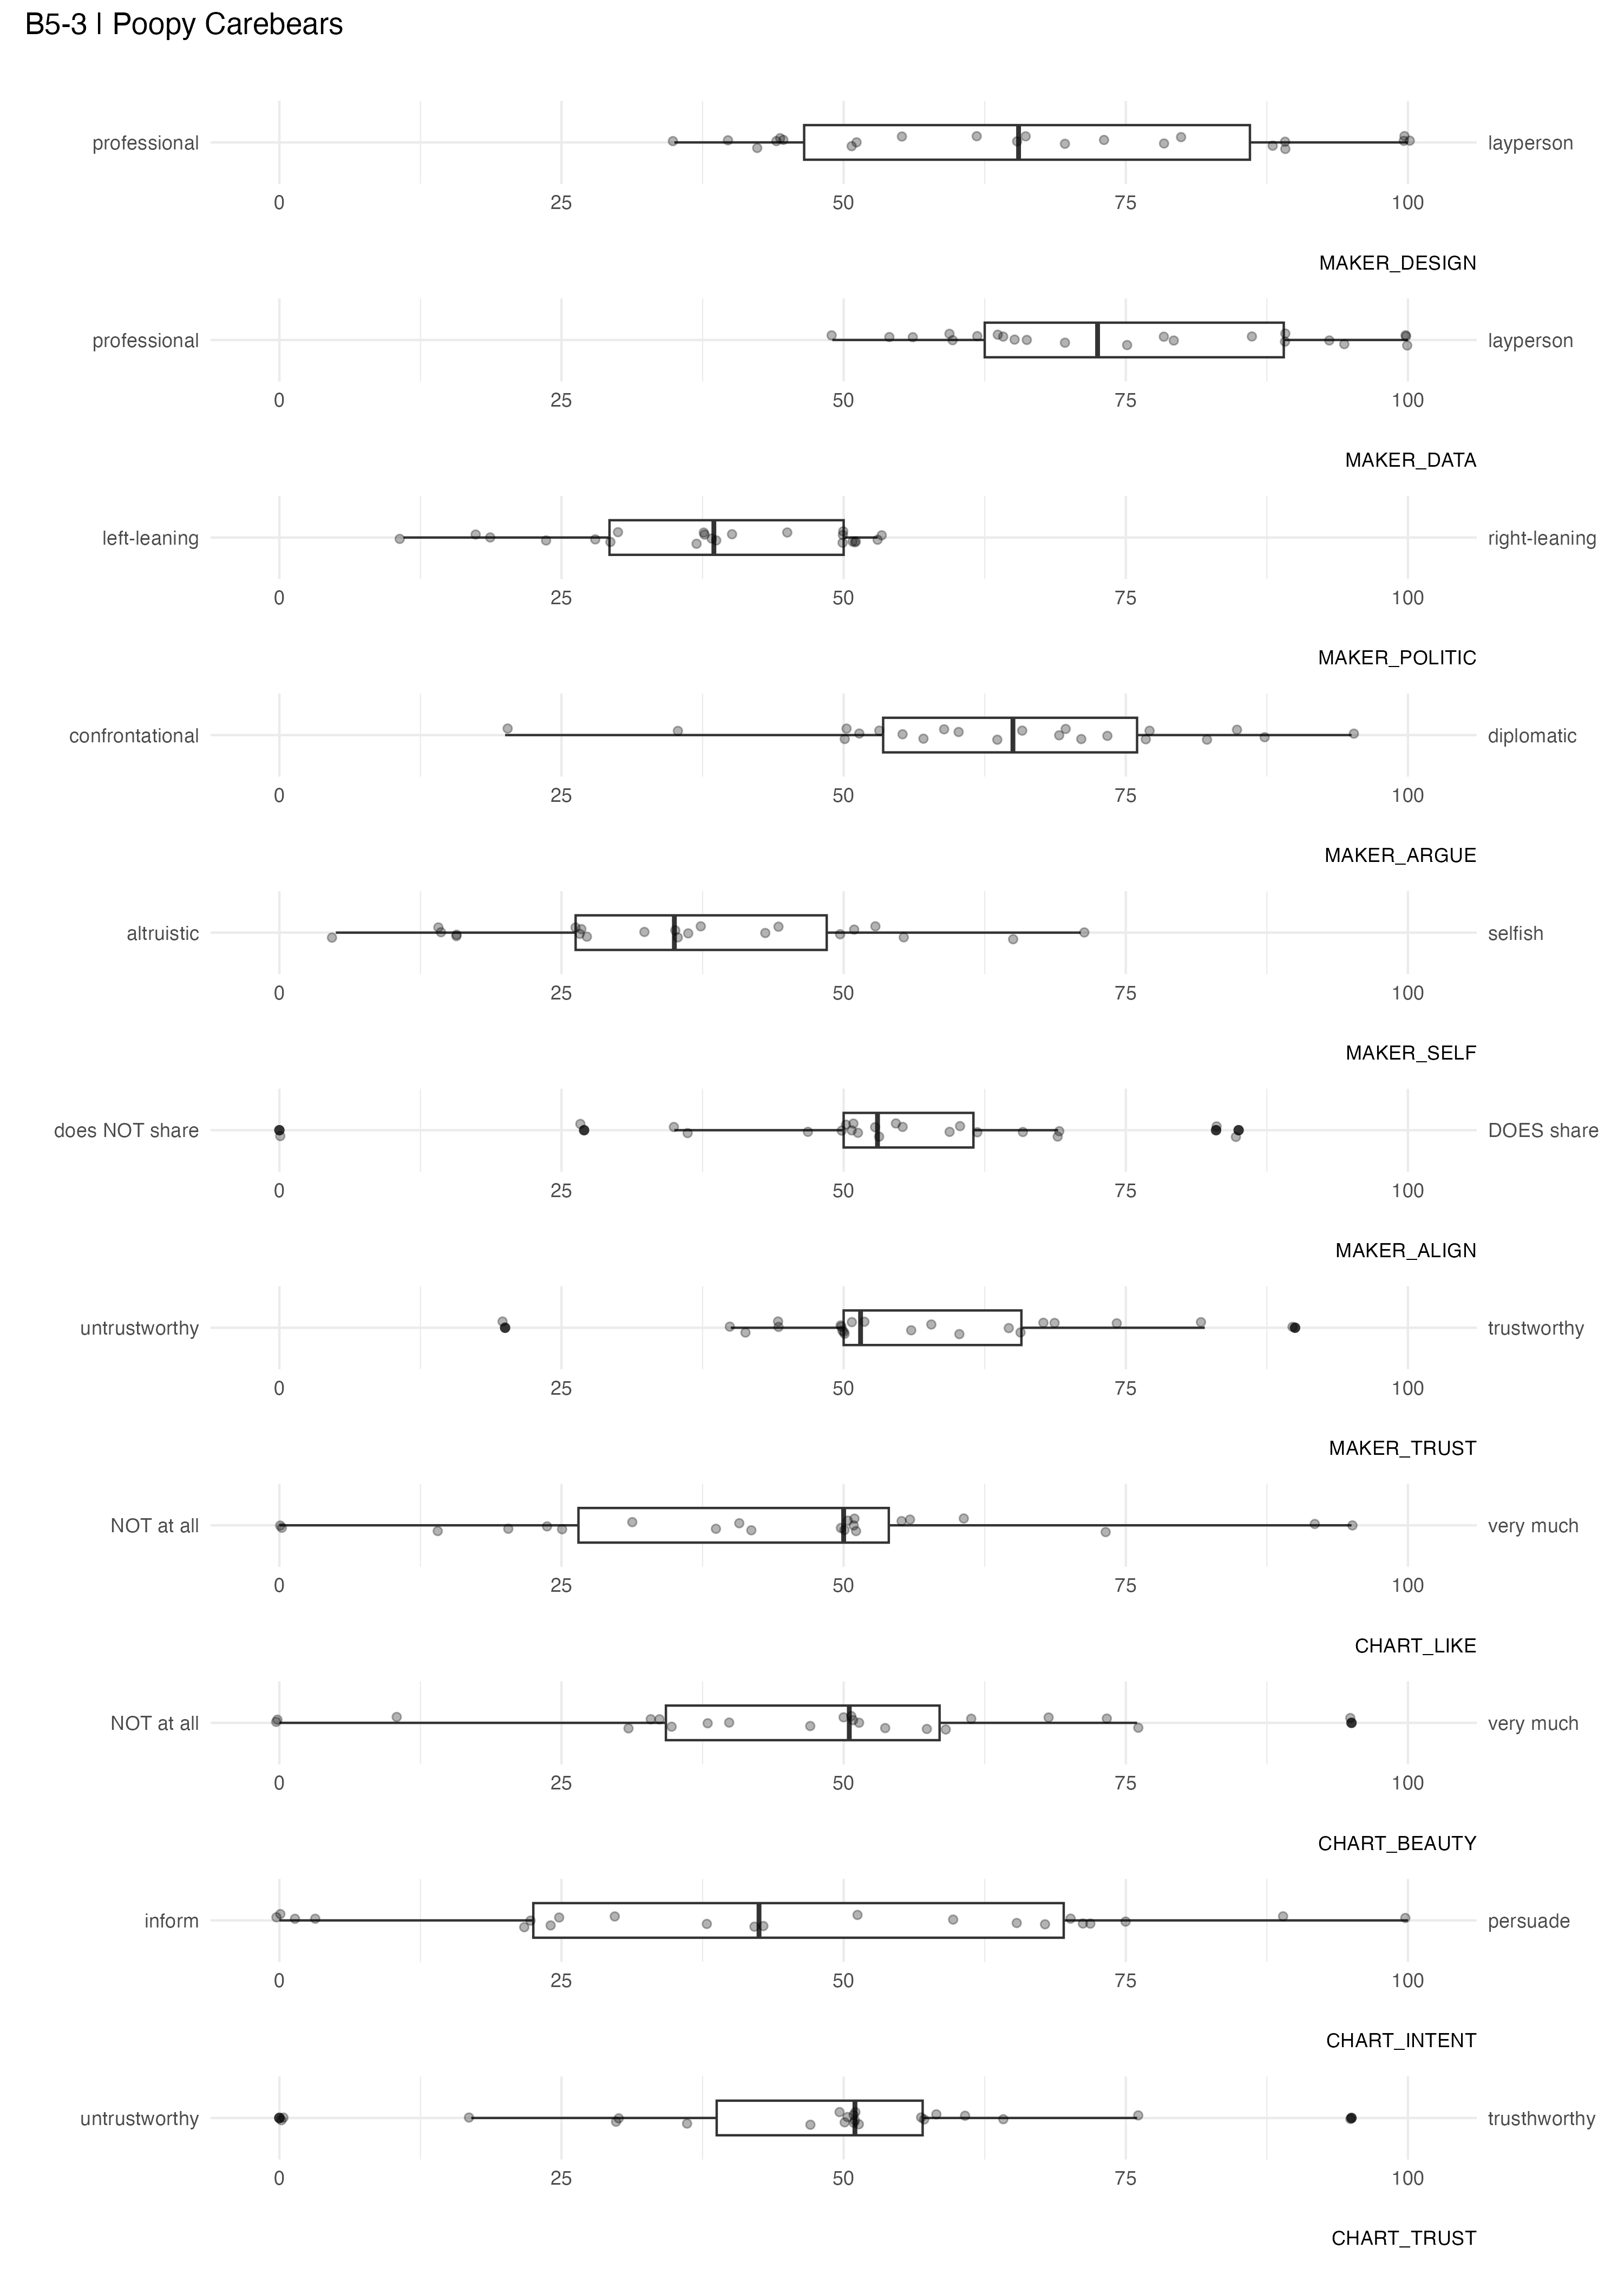 B5-3 | Poopy Carebears
professional layperson
0 25 50 75 100
MAKER_DESIGN
professional layperson
0 25 50 75 100
MAKER_DATA
left-leaning right-leaning
0 25 50 75 100
MAKER_POLITIC
confrontational diplomatic
0 25 50 75 100
MAKER_ARGUE
altruistic selfish
0 25 50 75 100
MAKER_SELF
does NOT share DOES share
0 25 50 75 100
MAKER_ALIGN
untrustworthy trustworthy
0 25 50 75 100
MAKER_TRUST
NOT at all very much
0 25 50 75 100
CHART_LIKE
NOT at all very much
0 25 50 75 100
CHART_BEAUTY
inform persuade
0 25 50 75 100
CHART_INTENT
untrustworthy trusthworthy
0 25 50 75 100
CHART_TRUST